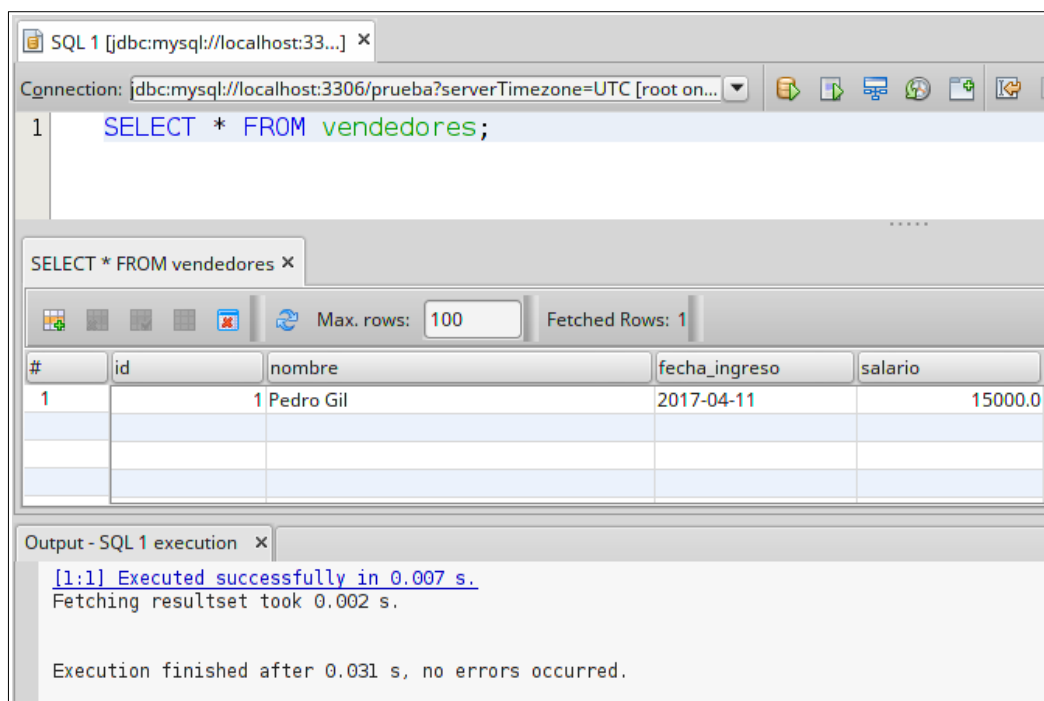 SQL 1 [jdbc:mysql://localhost:33...] ×
Connection: jdbc:mysql://localhost:3306/prueba?serverTimezone=UTC [root on...
1 SELECT * FROM vendedores;
SELECT * FROM vendedores ×
Max. rows: 100 Fetched Rows: 1
# id nombre fecha_ingreso salario
1 1 Pedro Gil 2017-04-11 15000.0
Output - SQL 1 execution ×
[1:1] Executed successfully in 0.007 s.
Fetching resultset took 0.002 s.
Execution finished after 0.031 s, no errors occurred.